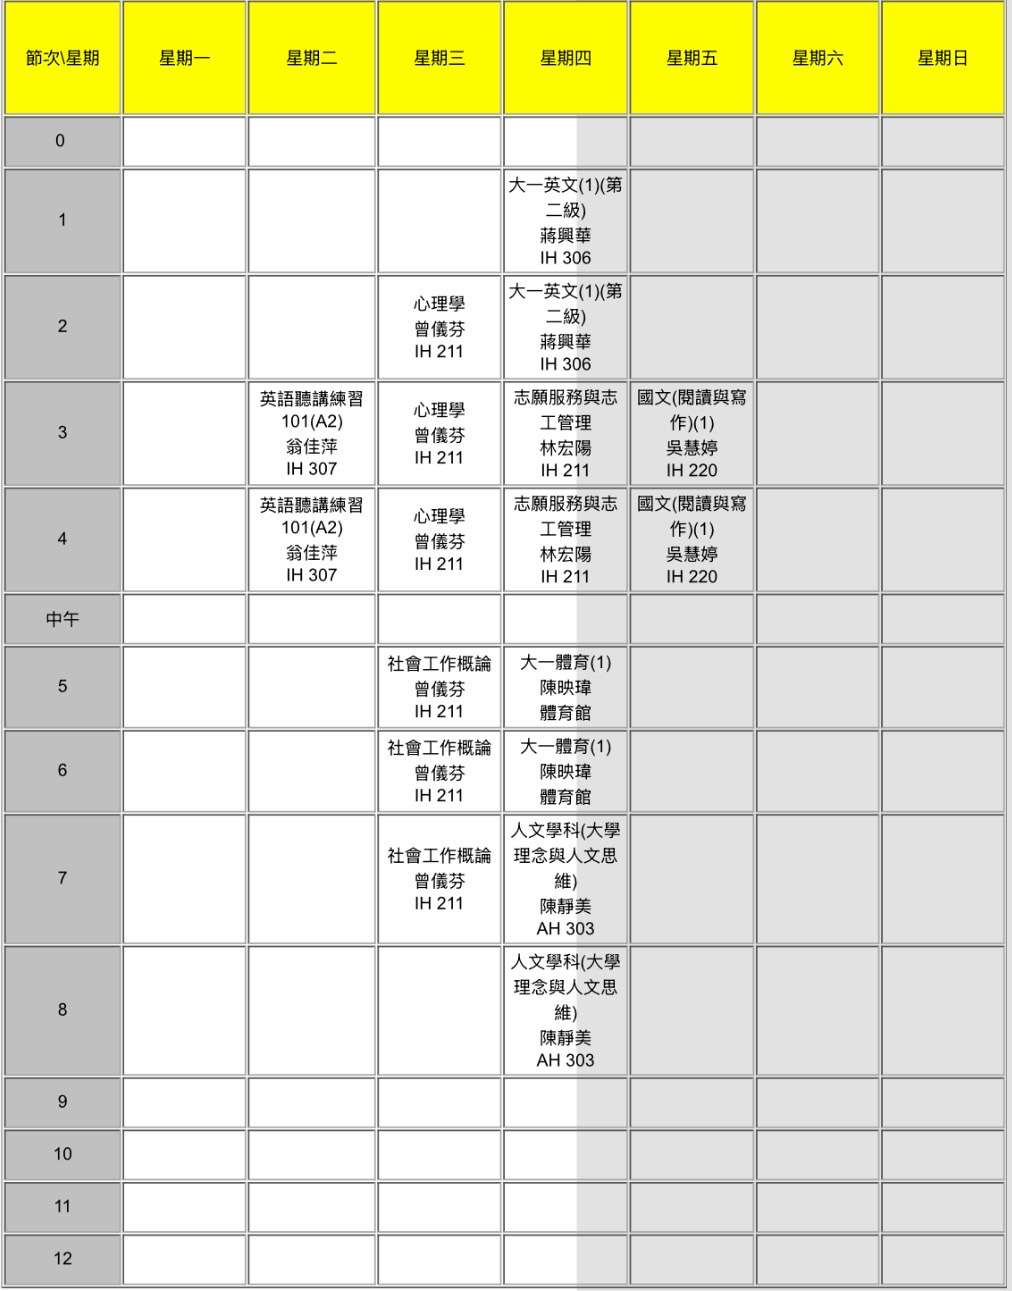 節次\星期 星期一 星期二 星期三 星期四 星期五 星期六 星期日
0
1
大一英文(1)(第
二級)
蔣興華
IH 306
2
心理學
曾儀芬
IH 211
大一英文(1)(第
二級)
蔣興華
IH 306
3
英語聽講練習
101(A2)
翁佳萍
IH 307
心理學
曾儀芬
IH 211
志願服務與志
工管理
林宏陽
IH 211
國文(閱讀與寫
作)(1)
吳慧婷
IH 220
4
英語聽講練習
101(A2)
翁佳萍
IH 307
心理學
曾儀芬
IH 211
志願服務與志
工管理
林宏陽
IH 211
國文(閱讀與寫
作)(1)
吳慧婷
IH 220
中午
5
社會工作概論
曾儀芬
IH 211
大一體育(1)
陳映瑋
體育館
6
社會工作概論
曾儀芬
IH 211
大一體育(1)
陳映瑋
體育館
7
社會工作概論
曾儀芬
IH 211
人文學科(大學
理念與人文思
維)
陳靜美
AH 303
8
人文學科(大學
理念與人文思
維)
陳靜美
AH 303
9
10
11
12